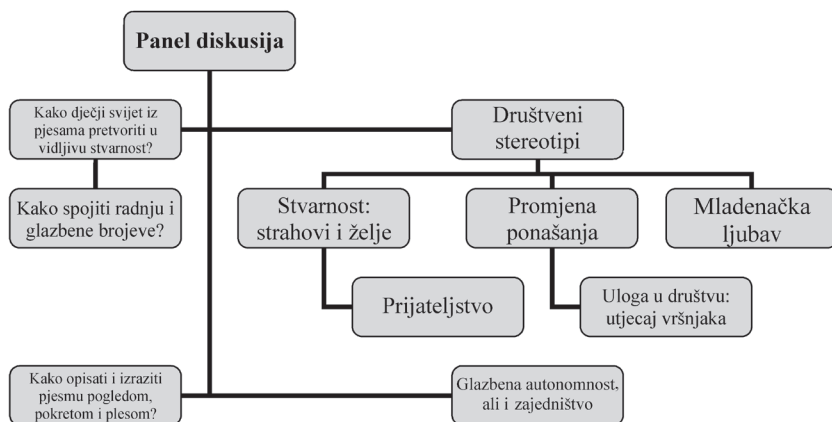 Panel diskusija
Kako dječji svijet iz
pjesama pretvoriti u
vidljivu stvarnost?
Društveni
stereotipi
Kako spojiti radnju i
glazbene brojeve?
Stvarnost:
strahovi i želje
Promjena
ponašanja
Mladenačka
ljubav
Prijateljstvo
Uloga u društvu:
utjecaj vršnjaka
Kako opisati i izraziti
pjesmu pogledom,
pokretom i plesom?
Glazbena autonomnost,
ali i zajedništvo